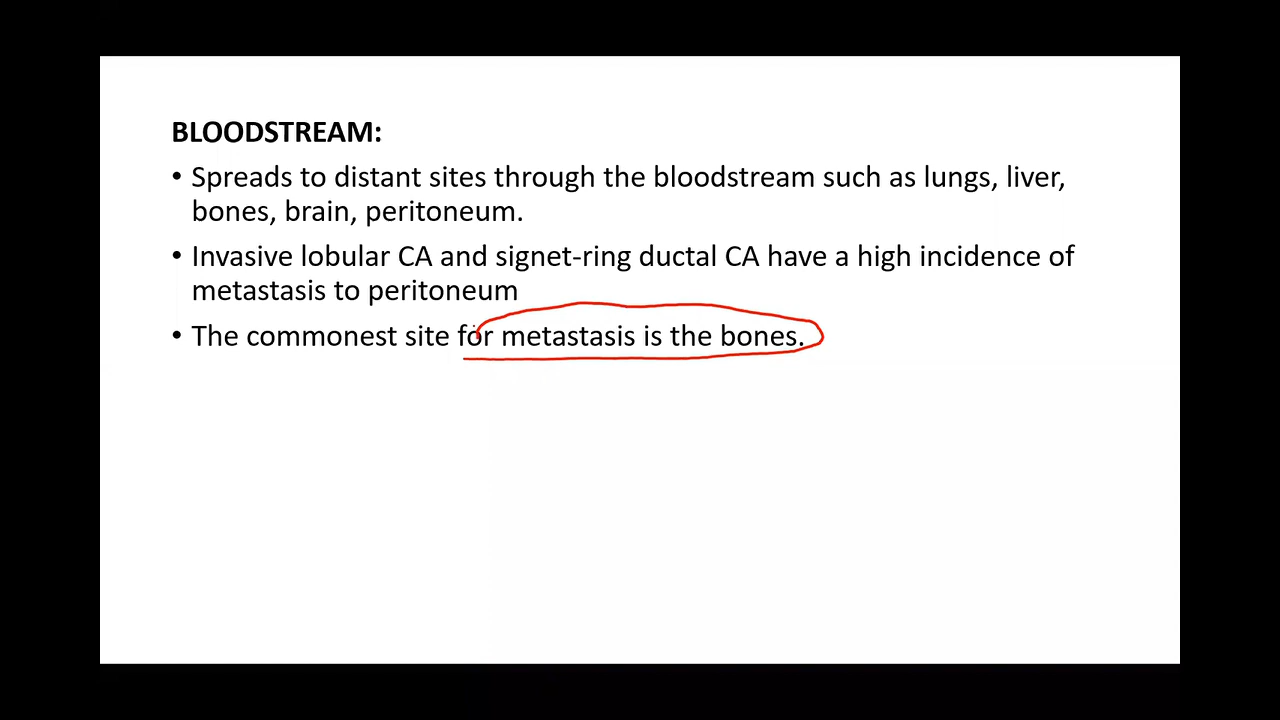 BLOODSTREAM:
• Spreads to distant sites through the bloodstream such as lungs, liver,
bones, brain, peritoneum.
• Invasive lobular CA and signet-ring ductal CA have a high incidence of
metastasis to peritoneum
• The commonest site for metastasis is the bones.